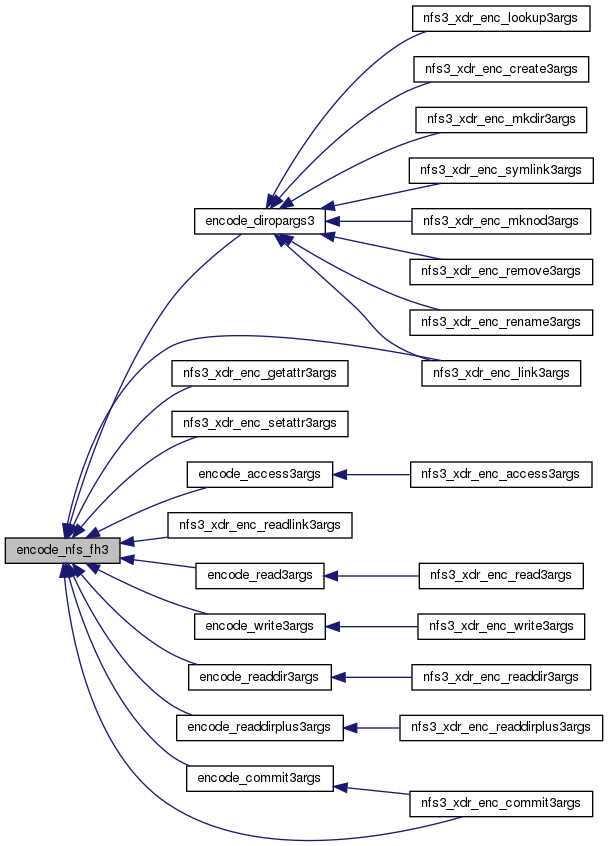 nfs3_xdr_enc_lookup3args
nfs3_xdr_enc_create3args
nfs3_xdr_enc_mkdir3args
nfs3_xdr_enc_symlink3args
encode_diropargs3
nfs3_xdr_enc_mknod3args
nfs3_xdr_enc_remove3args
nfs3_xdr_enc_rename3args
nfs3_xdr_enc_getattr3args
nfs3_xdr_enc_link3args
nfs3_xdr_enc_setattr3args
encode_access3args
nfs3_xdr_enc_access3args
nfs3_xdr_enc_readlink3args
encode_nfs_fh3
encode_read3args
nfs3_xdr_enc_read3args
encode_write3args
nfs3_xdr_enc_write3args
encode_readdir3args
nfs3_xdr_enc_readdir3args
encode_readdirplus3args
nfs3_xdr_enc_readdirplus3args
encode_commit3args
nfs3_xdr_enc_commit3args